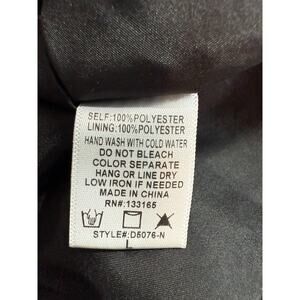 SELF:100%POLYESTER
LINING:100%POLYESTER
HAND WASH WITH COLD WATER
DO NOT BLEACH
COLOR SEPARATE
HANG OR LINE DRY
LOW IRON IF NEEDED
MADE IN CHINA
RN#:133165
STYLE#:D5076-N
L